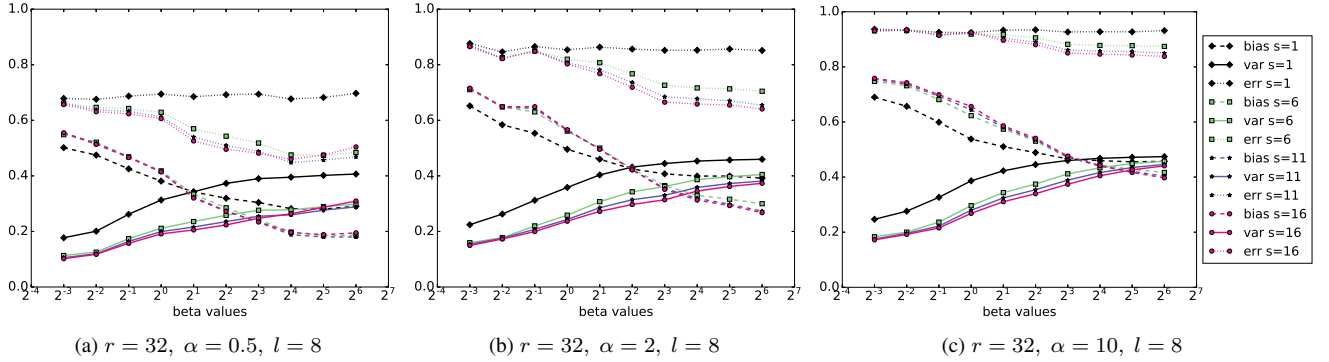 1.0
0.8
0.6
0.4
0.2
0.0
2^-4 2^-3 2^-2 2^-1 2^0 2^1 2^2 2^3 2^4 2^5 2^6 2^7
beta values
(a) r = 32, α = 0.5, l = 8
1.0
0.8
0.6
0.4
0.2
0.0
2^-4 2^-3 2^-2 2^-1 2^0 2^1 2^2 2^3 2^4 2^5 2^6 2^7
beta values
(b) r = 32, α = 2, l = 8
1.0
0.8
0.6
0.4
0.2
0.0
2^-4 2^-3 2^-2 2^-1 2^0 2^1 2^2 2^3 2^4 2^5 2^6 2^7
beta values
(c) r = 32, α = 10, l = 8
bias s=1
var s=1
err s=1
bias s=6
var s=6
err s=6
bias s=11
var s=11
err s=11
bias s=16
var s=16
err s=16